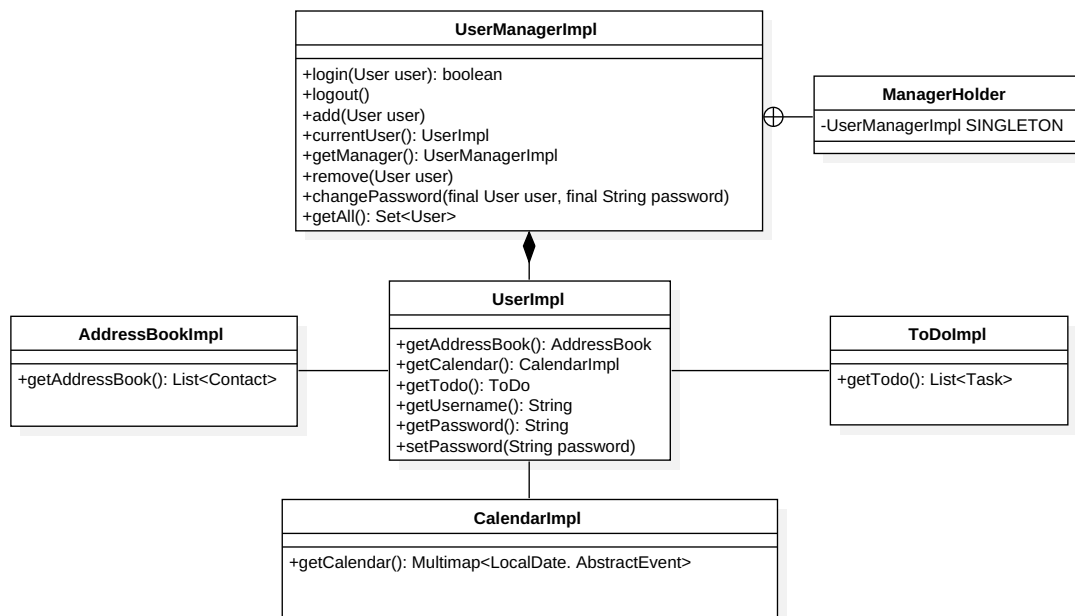 UserManagerImpl
+login(User user): boolean
+logout()
+add(User user)
+currentUser(): UserImpl
+getManager(): UserManagerImpl
+remove(User user)
+changePassword(final User user, final String password)
+getAll(): Set<User>
ManagerHolder
-UserManagerImpl SINGLETON
UserImpl
+getAddressBook(): AddressBook
+getCalendar(): CalendarImpl
+getTodo(): ToDo
+getUsername(): String
+getPassword(): String
+setPassword(String password)
AddressBookImpl
+getAddressBook(): List<Contact>
ToDoImpl
+getTodo(): List<Task>
CalendarImpl
+getCalendar(): Multimap<LocalDate. AbstractEvent>